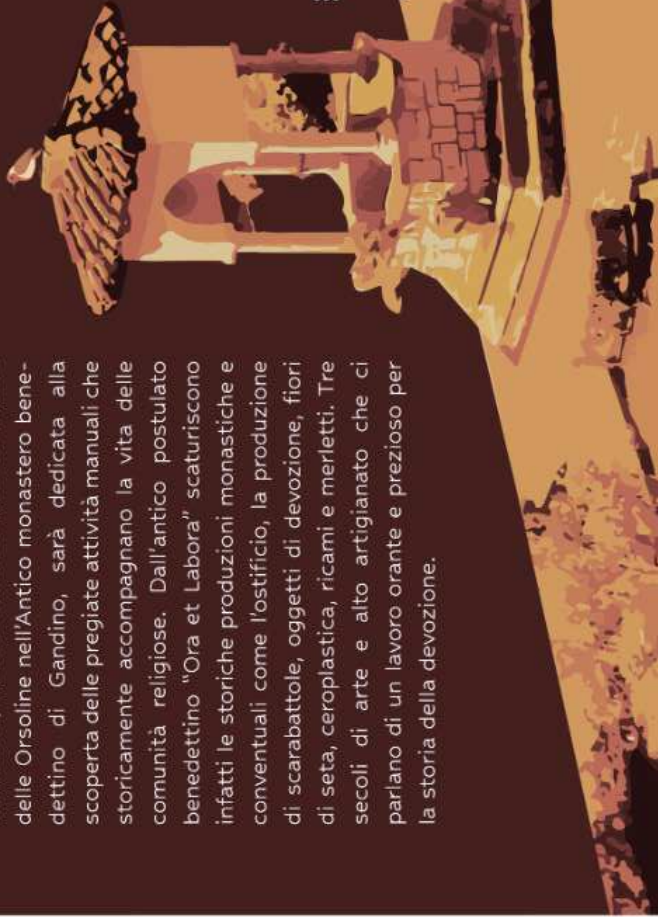 delle Orsoline nell'Antico monastero bene-
dettino di Gandino, sarà dedicata alla
scoperta delle pregiate attività manuali che
storicamente accompagnano la vita delle
comunità religiose. Dall'antico postulato
benedettino "Ora et Labora" scaturiscono
infatti le storiche produzioni monastiche e
conventuali come l'ostificio, la produzione
di scarabattole, oggetti di devozione, fiori
di seta, ceroplastica, ricami e merletti. Tre
secoli di arte e alto artigianato che ci
parlano di un lavoro orante e prezioso per
la storia della devozione.